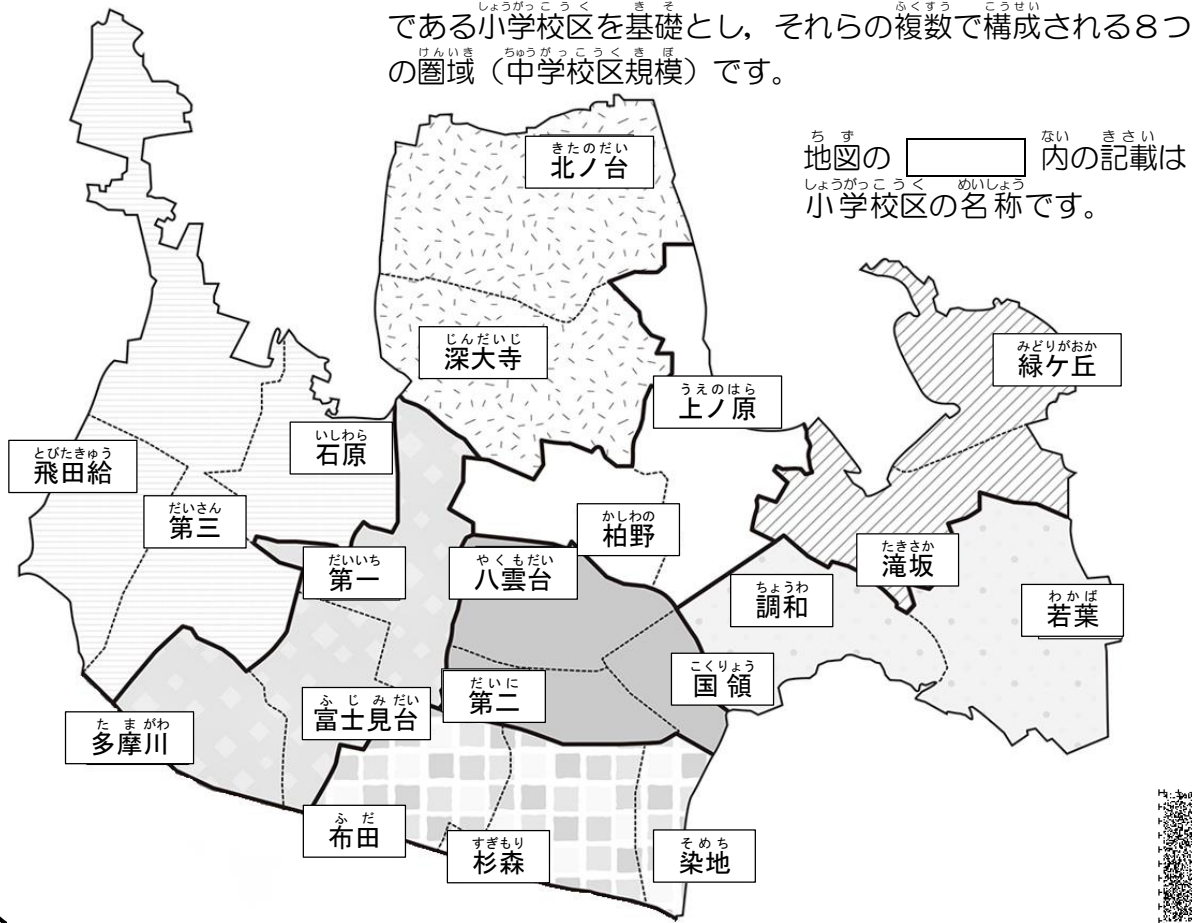 である小学校区を基礎とし，それらの複数で構成される８つ
の圏域（中学校区規模）です。
地図の 内の記載は
小学校区の名称です。
北ノ台
深大寺
上ノ原
緑ケ丘
飛田給
石原
第三
柏野
第一
八雲台
滝坂
調和
若葉
国領
第二
富士見台
多摩川
布田
杉森
染地